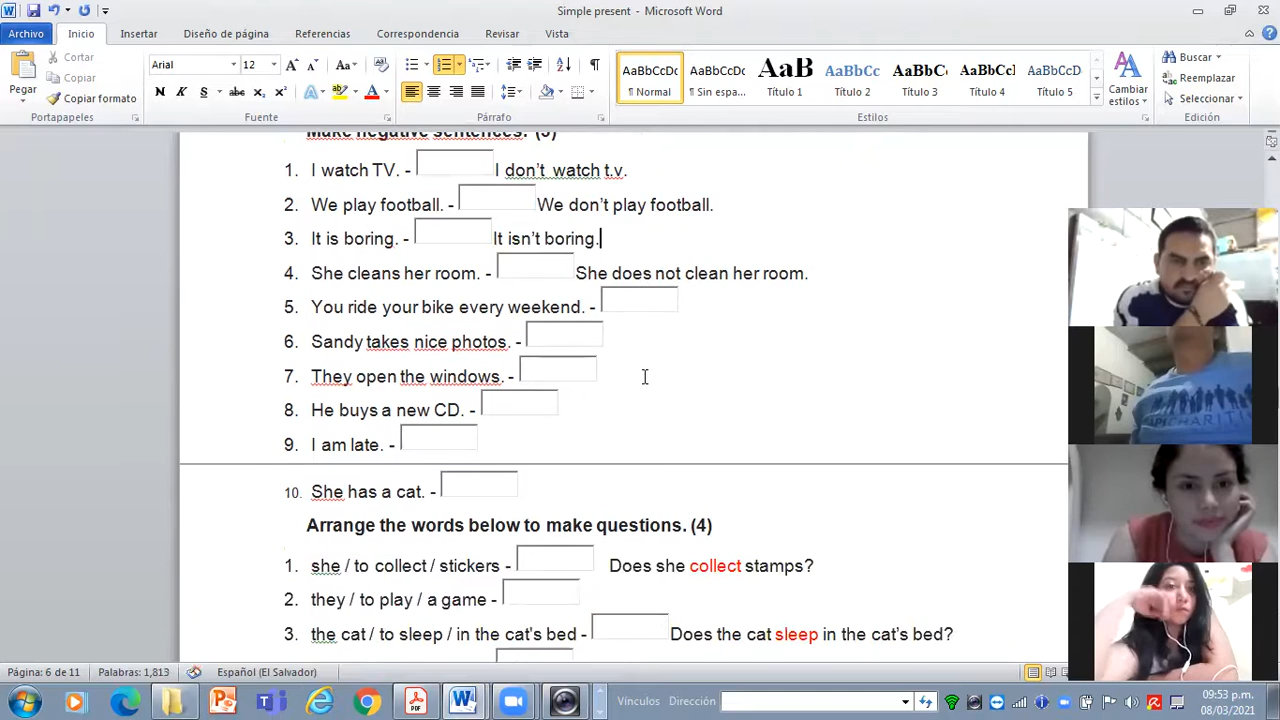 Simple present - Microsoft Word
Archivo Inicio Insertar Diseño de página Referencias Correspondencia Revisar Vista
Pegar
Cortar
Copiar
Copiar formato
Portapapeles
Arial 12
Fuente
Párrafo
AaBbCcDc AaBbCcDc AaB AaBbCc AaBbC AaBbCcI AaBbCcD
¶ Normal ¶ Sin espa... Título 1 Título 2 Título 3 Título 4 Título 5
Cambiar estilos
Estilos
Buscar
Reemplazar
Seleccionar
Edición
Make negative sentences. (3)
1. I watch TV. - I don't watch t.v.
2. We play football. - We don't play football.
3. It is boring. - It isn't boring.
4. She cleans her room. - She does not clean her room.
5. You ride your bike every weekend. -
6. Sandy takes nice photos. -
7. They open the windows. -
8. He buys a new CD. -
9. I am late. -
10. She has a cat. -
Arrange the words below to make questions. (4)
1. she / to collect / stickers - Does she collect stamps?
2. they / to play / a game -
3. the cat / to sleep / in the cat's bed - Does the cat sleep in the cat's bed?
Página: 6 de 11 Palabras: 1,813 Español (El Salvador)
Vínculos Dirección
09:53 p.m.
08/03/2021